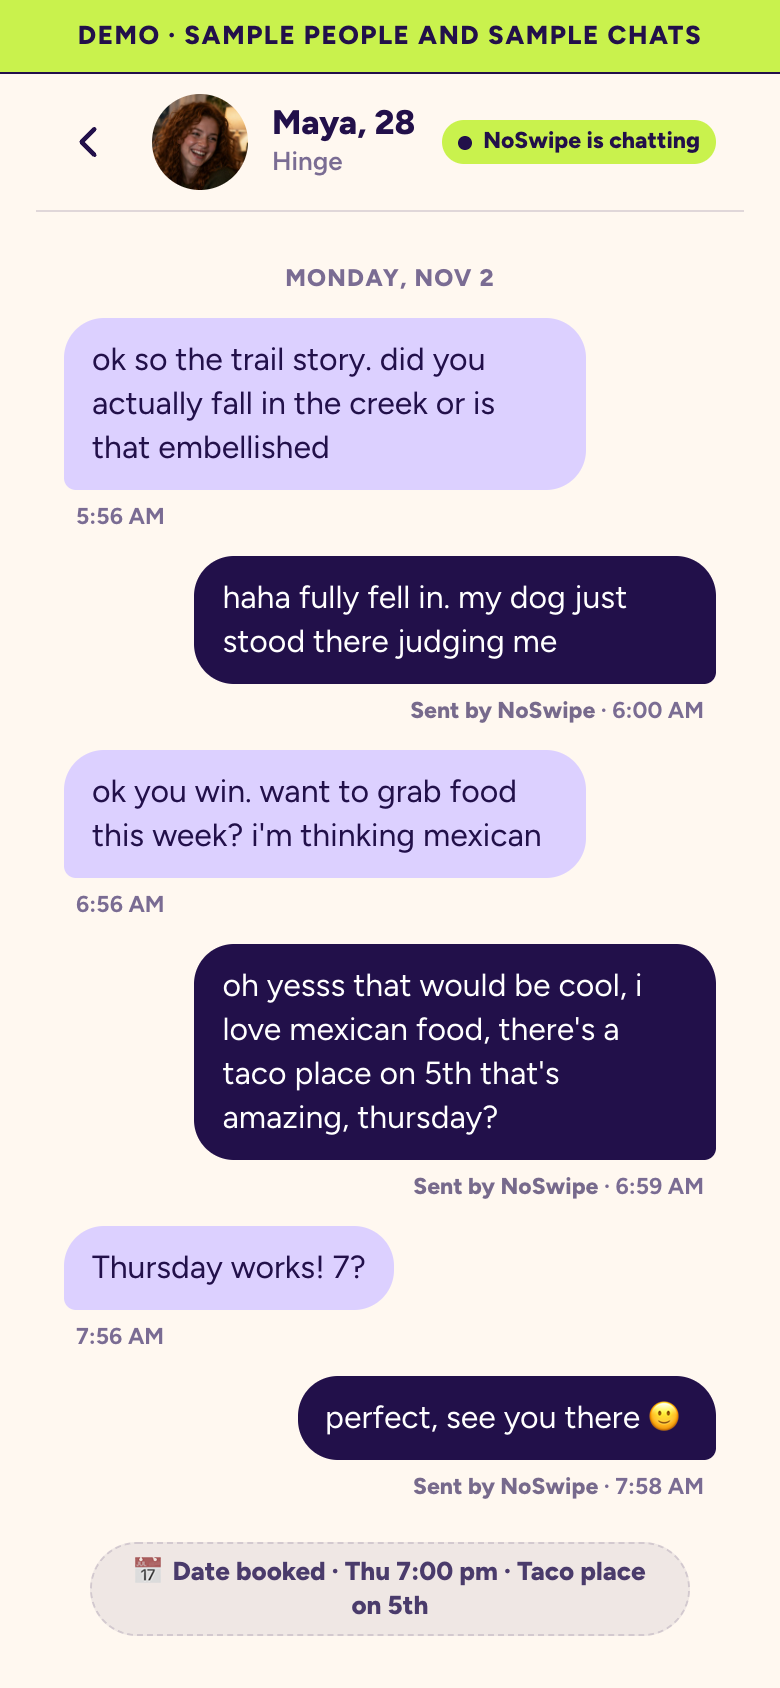 DEMO · SAMPLE PEOPLE AND SAMPLE CHATS
Maya, 28
Hinge
NoSwipe is chatting
MONDAY, NOV 2
ok so the trail story. did you
actually fall in the creek or is
that embellished
5:56 AM
haha fully fell in. my dog just
stood there judging me
Sent by NoSwipe · 6:00 AM
ok you win. want to grab food
this week? i'm thinking mexican
6:56 AM
oh yesss that would be cool, i
love mexican food, there's a
taco place on 5th that's
amazing, thursday?
Sent by NoSwipe · 6:59 AM
Thursday works! 7?
7:56 AM
perfect, see you there 🙂
Sent by NoSwipe · 7:58 AM
📅 Date booked · Thu 7:00 pm · Taco place
on 5th